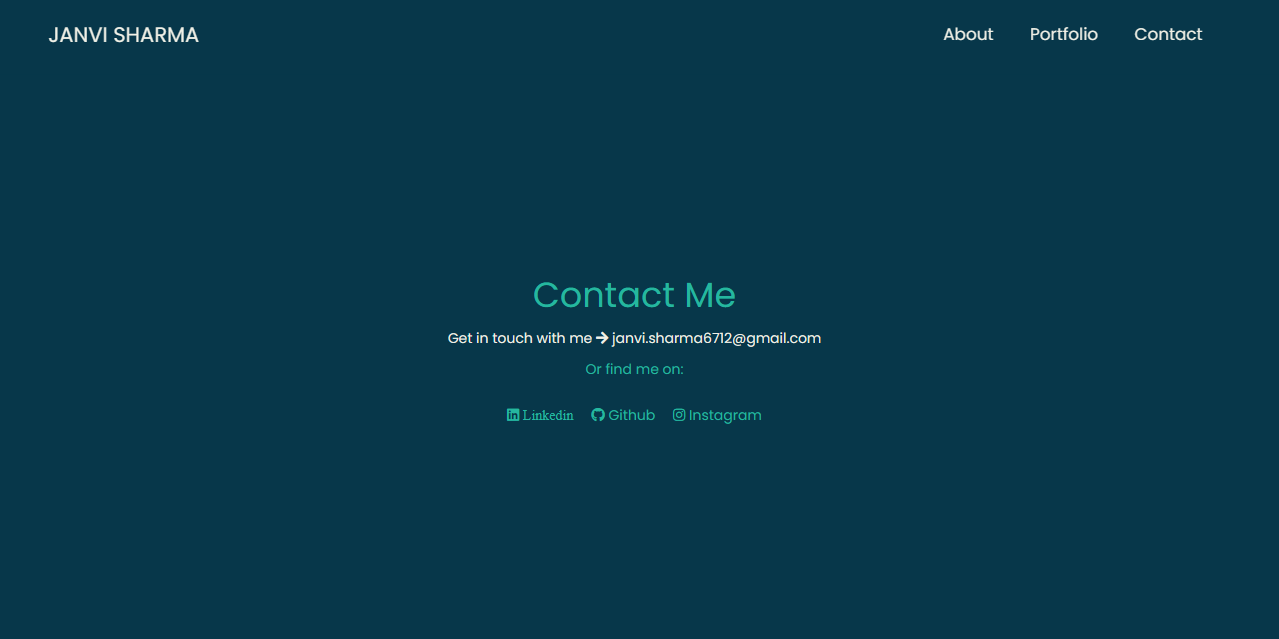 JANVI SHARMA
About Portfolio Contact
Contact Me
Get in touch with me → janvi.sharma6712@gmail.com
Or find me on:
Linkedin Github Instagram